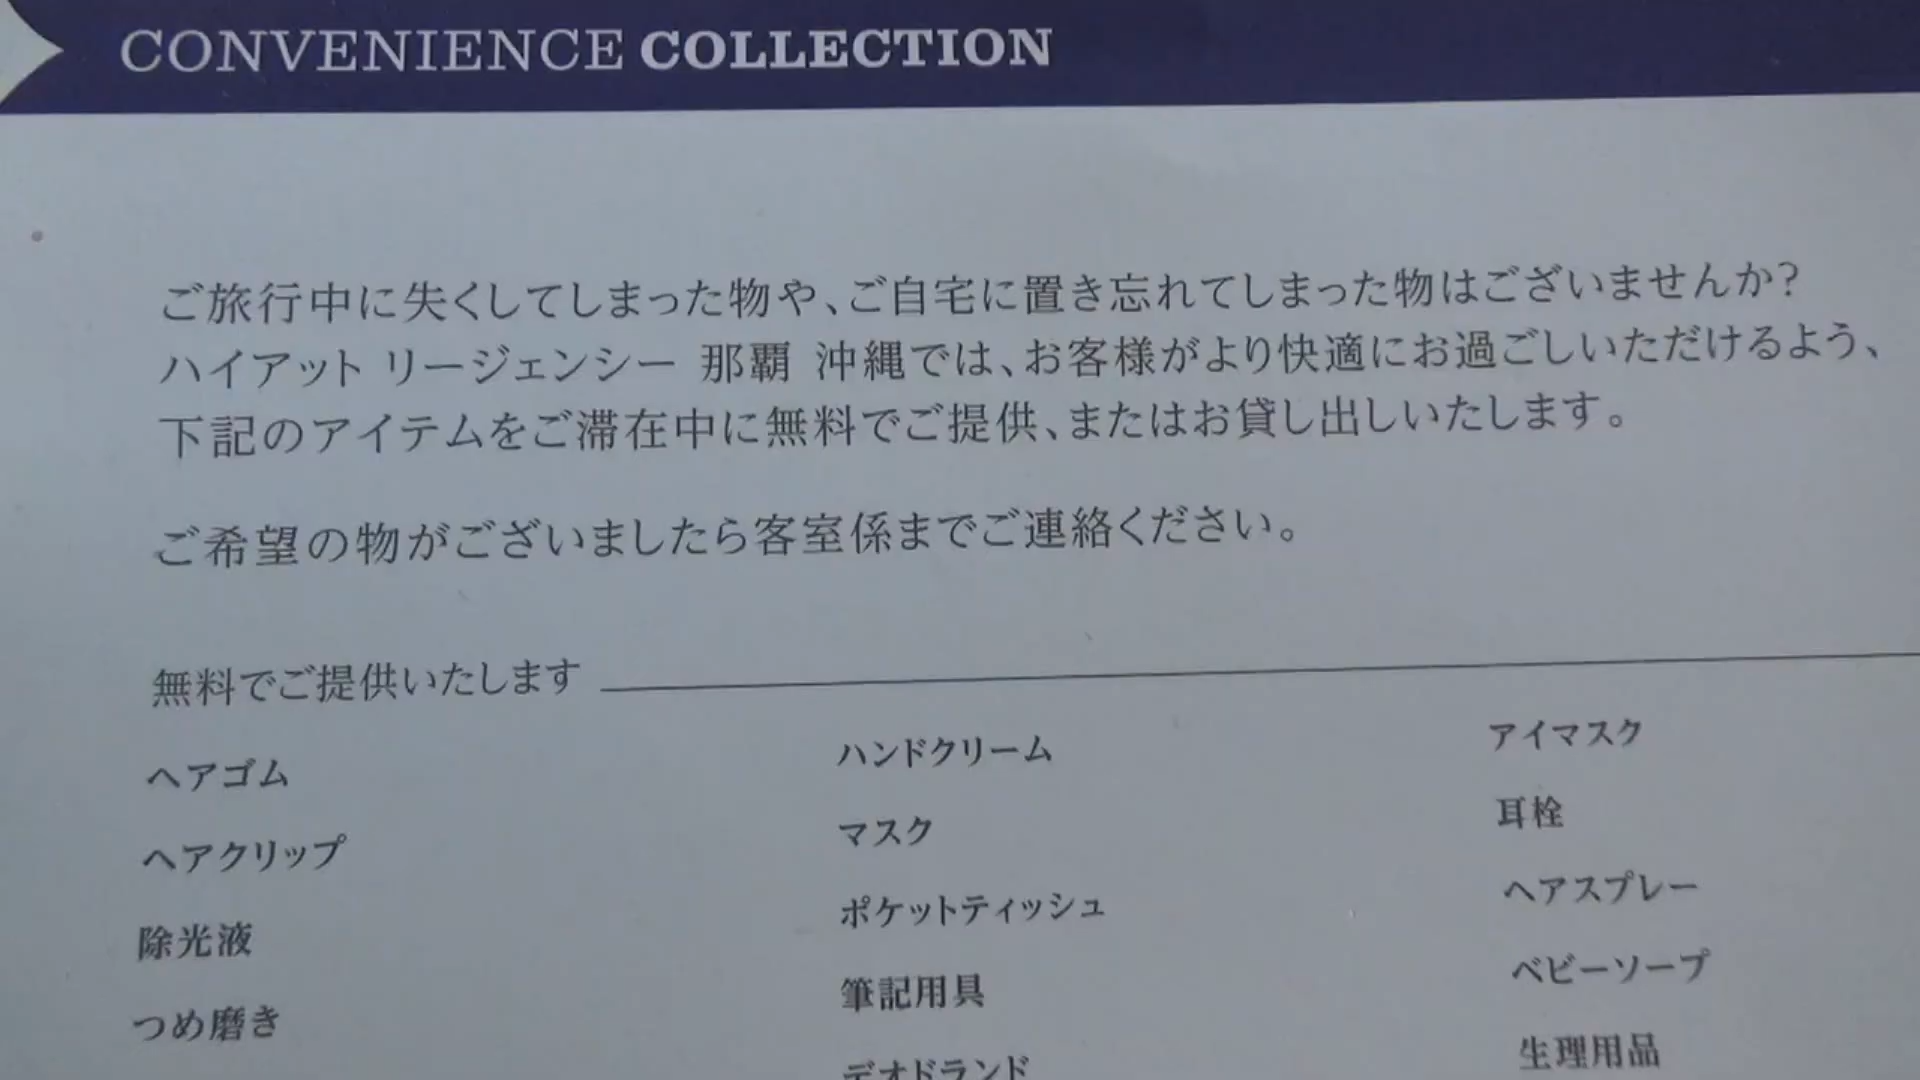 CONVENIENCE COLLECTION
ご旅行中に失くしてしまった物や、ご自宅に置き忘れてしまった物はございませんか?
ハイアット リージェンシー 那覇 沖縄では、お客様がより快適にお過ごしいただけるよう、
下記のアイテムをご滞在中に無料でご提供、またはお貸し出しいたします。
ご希望の物がございましたら客室係までご連絡ください。
無料でご提供いたします
ヘアゴム
ヘアクリップ
除光液
つめ磨き
ハンドクリーム
マスク
ポケットティッシュ
筆記用具
デオドランド
アイマスク
耳栓
ヘアスプレー
ベビーソープ
生理用品